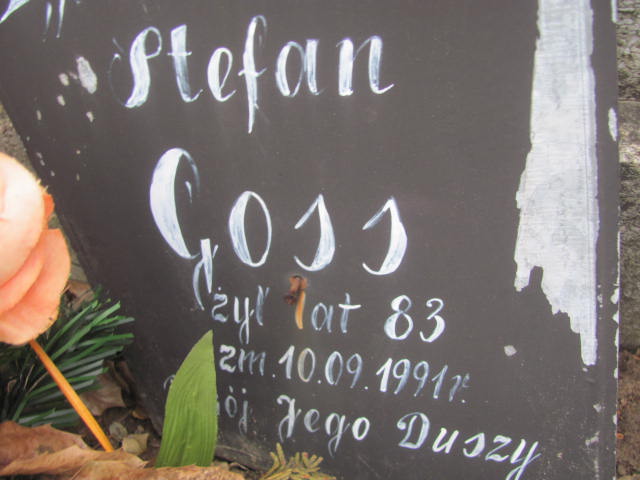 Stefan
Goss
żył lat 83
zm. 10.09.1991r.
Jego Duszy